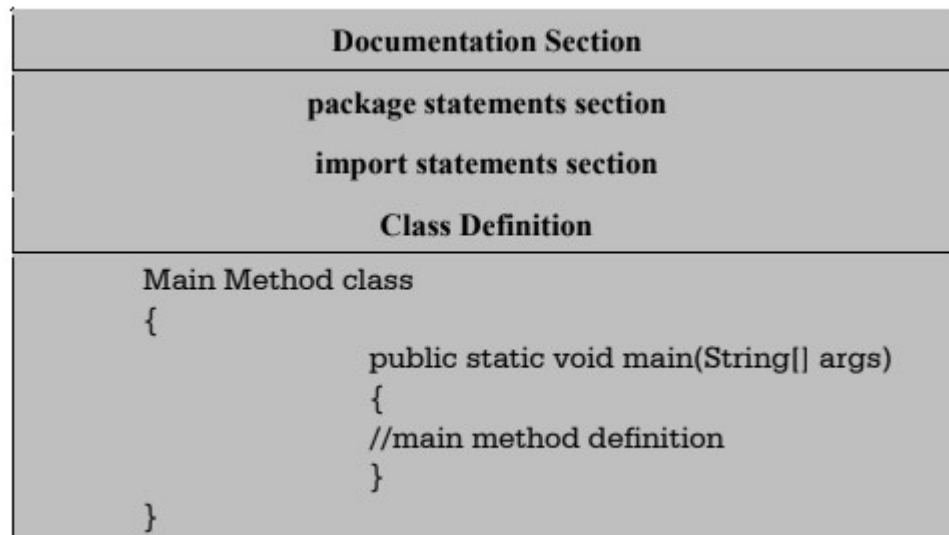 Documentation Section
package statements section
import statements section
Class Definition
Main Method class
{
public static void main(String[] args)
{
//main method definition
}
}